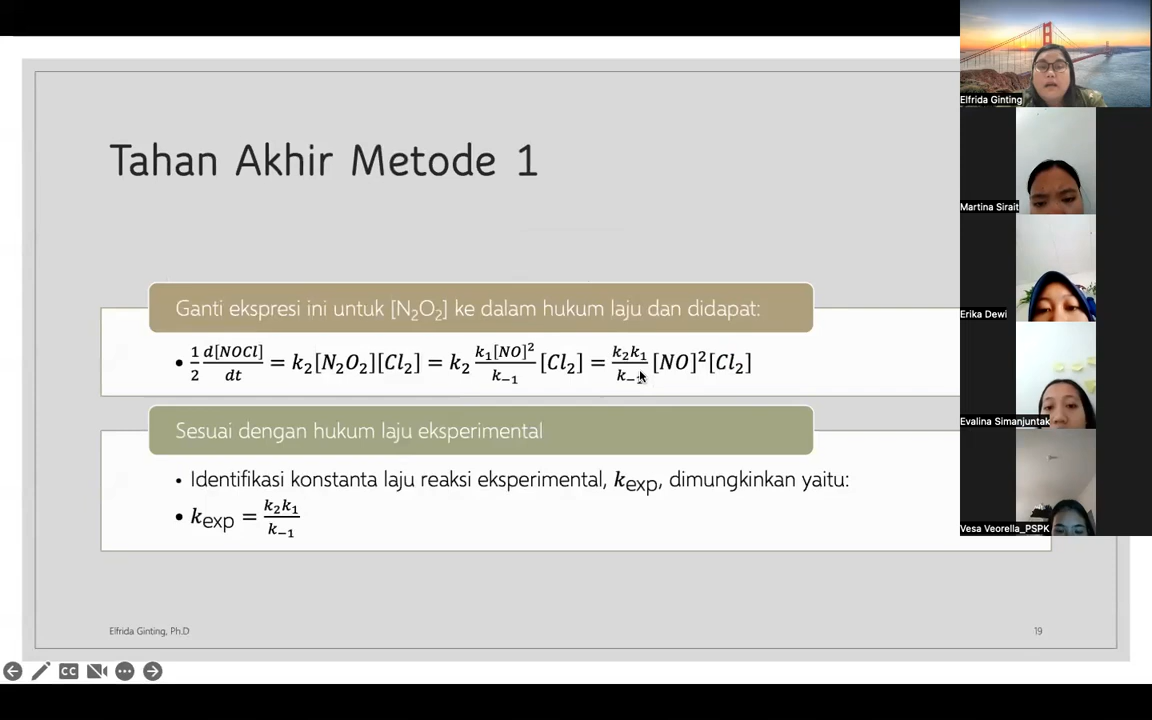 Tahan Akhir Metode 1
Ganti ekspresi ini untuk [N₂O₂] ke dalam hukum laju dan didapat:
• 1/2 d[NOCl]/dt = k₂[N₂O₂][Cl₂] = k₂ k₁[NO]²/k₋₁ [Cl₂] = k₂k₁/k₋₁ [NO]²[Cl₂]
Sesuai dengan hukum laju eksperimental
• Identifikasi konstanta laju reaksi eksperimental, k_exp, dimungkinkan yaitu:
• k_exp = k₂k₁/k₋₁
Elfrida Ginting, Ph.D
19
CC
Elfrida Ginting
Martina Sirait
Erika Dewi
Evalina Simanjuntak
Vesa Veorella_PSPK